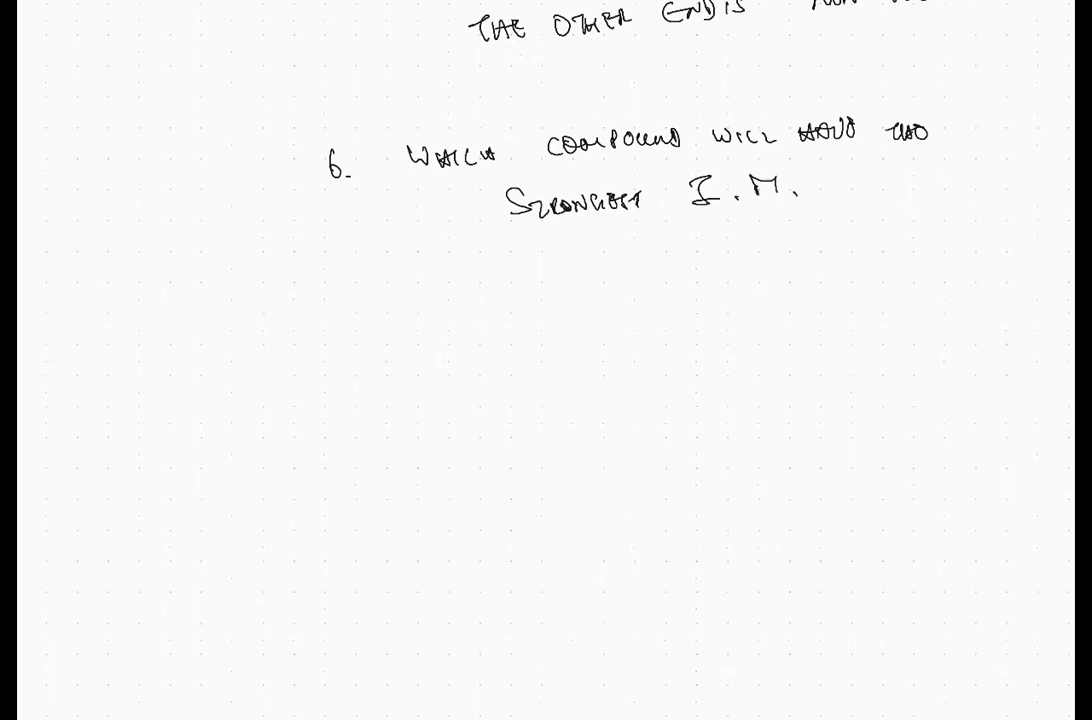 THE OTHER END IS
6. WHICH COMPOUND WILL HAVE THE
STRONGEST I.M.